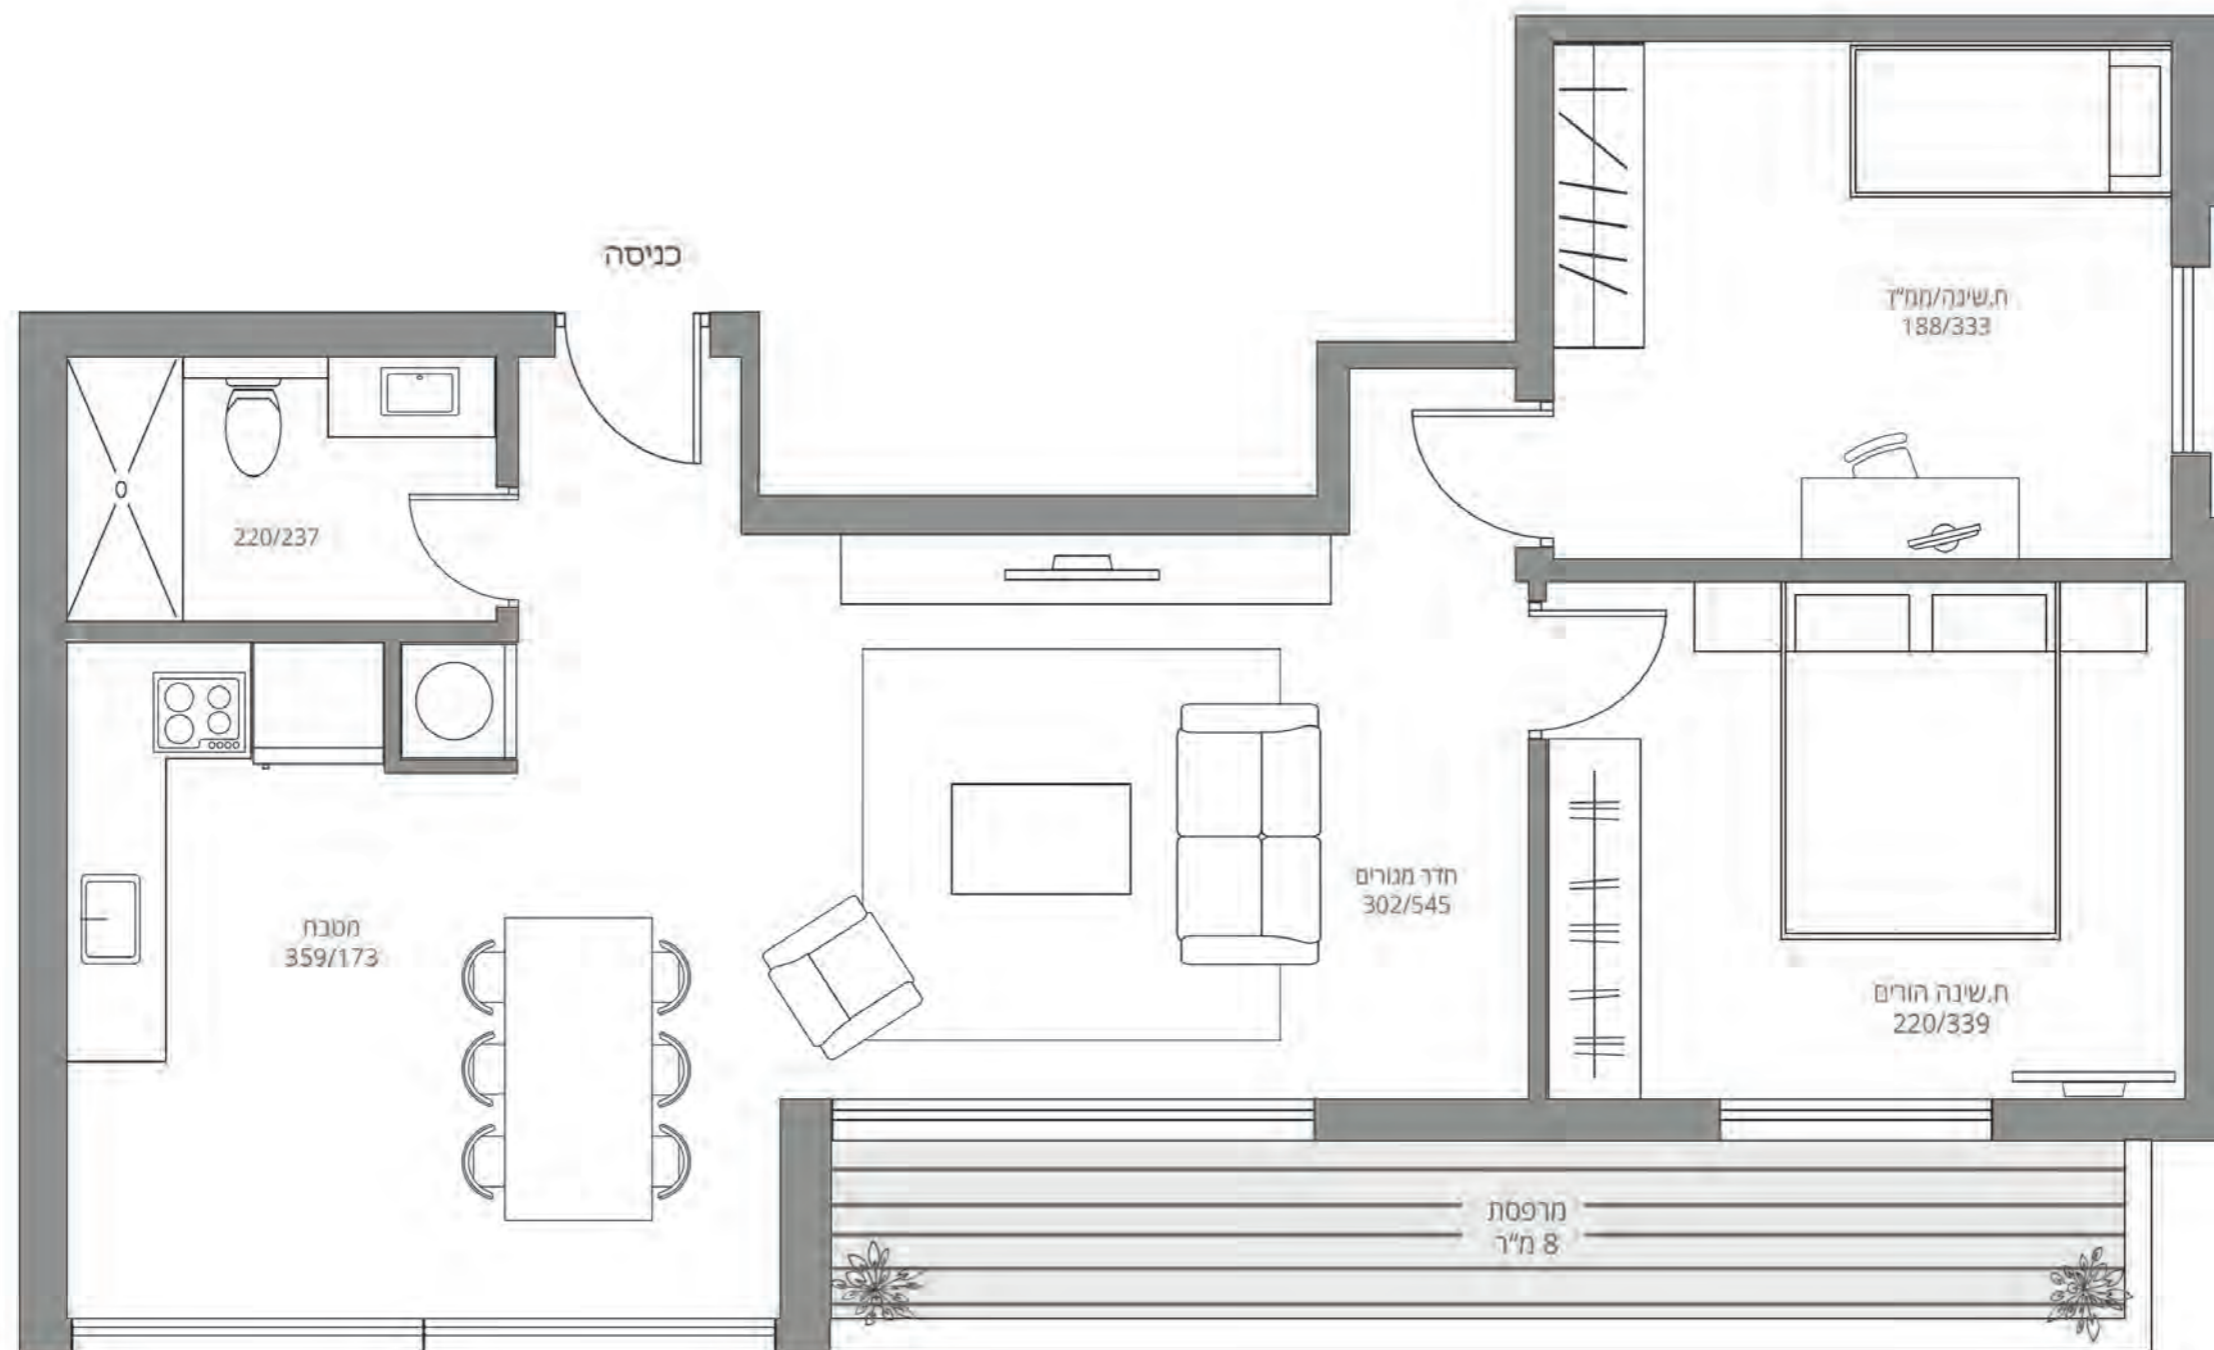 כניסה
ח.שינה/ממ"ד
188/333
220/237
חדר מגורים
302/545
מטבח
359/173
ח.שינה הורים
220/339
מרפסת
8 מ"ר